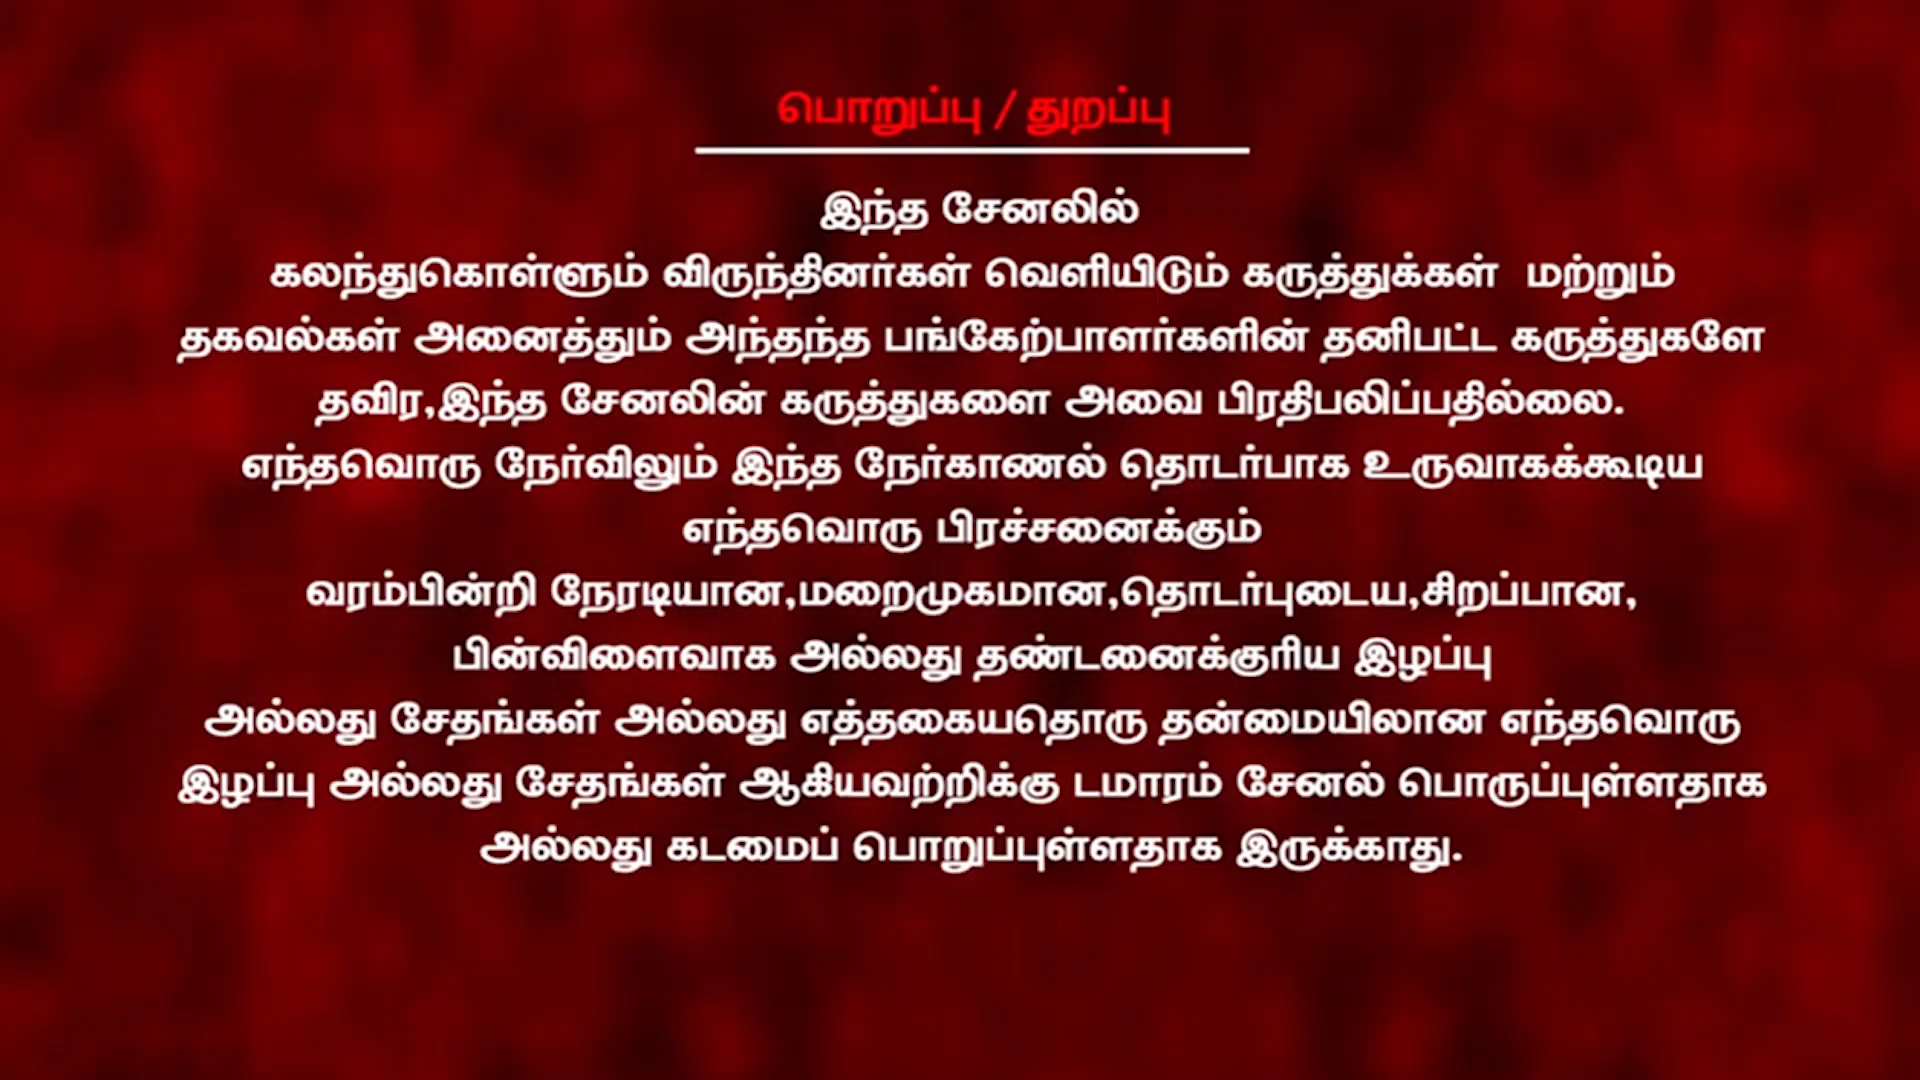 பொறுப்பு / துறப்பு
இந்த சேனலில்
கலந்துகொள்ளும் விருந்தினர்கள் வெளியிடும் கருத்துக்கள் மற்றும்
தகவல்கள் அனைத்தும் அந்தந்த பங்கேற்பாளர்களின் தனிபட்ட கருத்துகளே
தவிர,இந்த சேனலின் கருத்துகளை அவை பிரதிபலிப்பதில்லை.
எந்தவொரு நேர்விலும் இந்த நேர்காணல் தொடர்பாக உருவாகக்கூடிய
எந்தவொரு பிரச்சனைக்கும்
வரம்பின்றி நேரடியான,மறைமுகமான,தொடர்புடைய,சிறப்பான,
பின்விளைவாக அல்லது தண்டனைக்குரிய இழப்பு
அல்லது சேதங்கள் அல்லது எத்தகையதொரு தன்மையிலான எந்தவொரு
இழப்பு அல்லது சேதங்கள் ஆகியவற்றிக்கு டமாரம் சேனல் பொருப்புள்ளதாக
அல்லது கடமைப் பொறுப்புள்ளதாக இருக்காது.